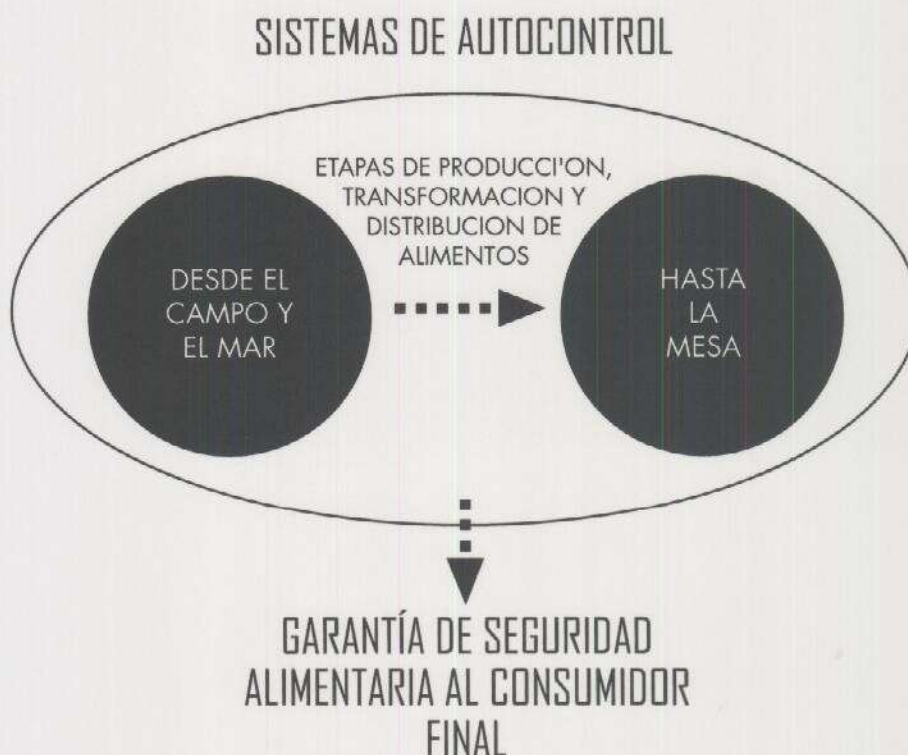 SISTEMAS DE AUTOCONTROL
ETAPAS DE PRODUCCI'ON,
TRANSFORMACION Y
DISTRIBUCION DE
ALIMENTOS
DESDE EL
CAMPO Y
EL MAR
HASTA
LA
MESA
GARANTÍA DE SEGURIDAD
ALIMENTARIA AL CONSUMIDOR
FINAL